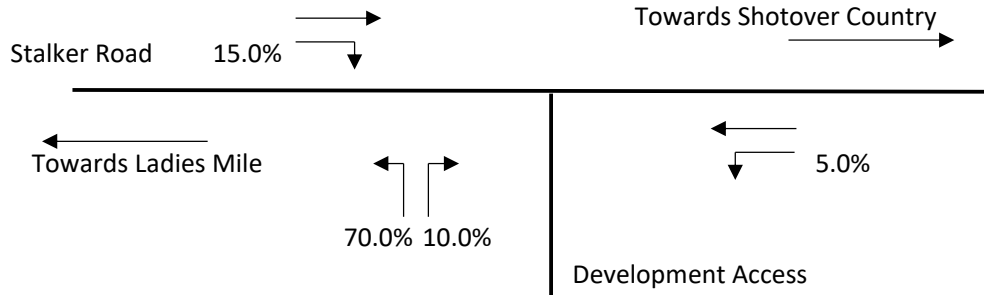 Towards Shotover Country
Stalker Road 15.0%
Towards Ladies Mile
5.0%
70.0% 10.0%
Development Access